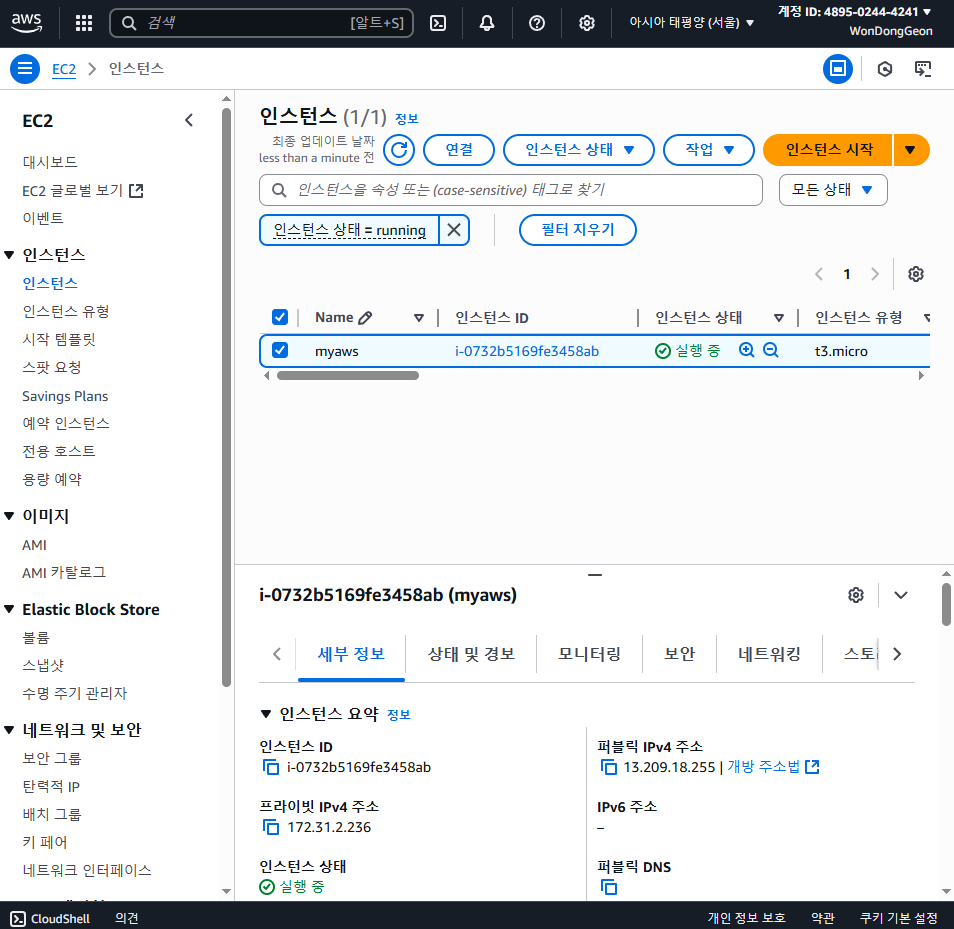 aws
검색 [알트+S]
아시아 태평양 (서울)
계정 ID: 4895-0244-4241
WonDongGeon
EC2 > 인스턴스
EC2
대시보드
EC2 글로벌 보기
이벤트
인스턴스
인스턴스
인스턴스 유형
시작 템플릿
스팟 요청
Savings Plans
예약 인스턴스
전용 호스트
용량 예약
이미지
AMI
AMI 카탈로그
Elastic Block Store
볼륨
스냅샷
수명 주기 관리자
네트워크 및 보안
보안 그룹
탄력적 IP
배치 그룹
키 페어
네트워크 인터페이스
인스턴스 (1/1) 정보
최종 업데이트 날짜
less than a minute 전
연결 인스턴스 상태 작업 인스턴스 시작
인스턴스을 속성 또는 (case-sensitive) 태그로 찾기 모든 상태
인스턴스 상태 = running 필터 지우기
1
Name 인스턴스 ID 인스턴스 상태 인스턴스 유형
myaws i-0732b5169fe3458ab 실행 중 t3.micro
i-0732b5169fe3458ab (myaws)
세부 정보 상태 및 경보 모니터링 보안 네트워킹
인스턴스 요약 정보
인스턴스 ID
i-0732b5169fe3458ab
퍼블릭 IPv4 주소
13.209.18.255 | 개방 주소법
프라이빗 IPv4 주소
172.31.2.236
IPv6 주소
–
인스턴스 상태
실행 중
퍼블릭 DNS
CloudShell 의견 개인 정보 보호 약관 쿠키 기본 설정